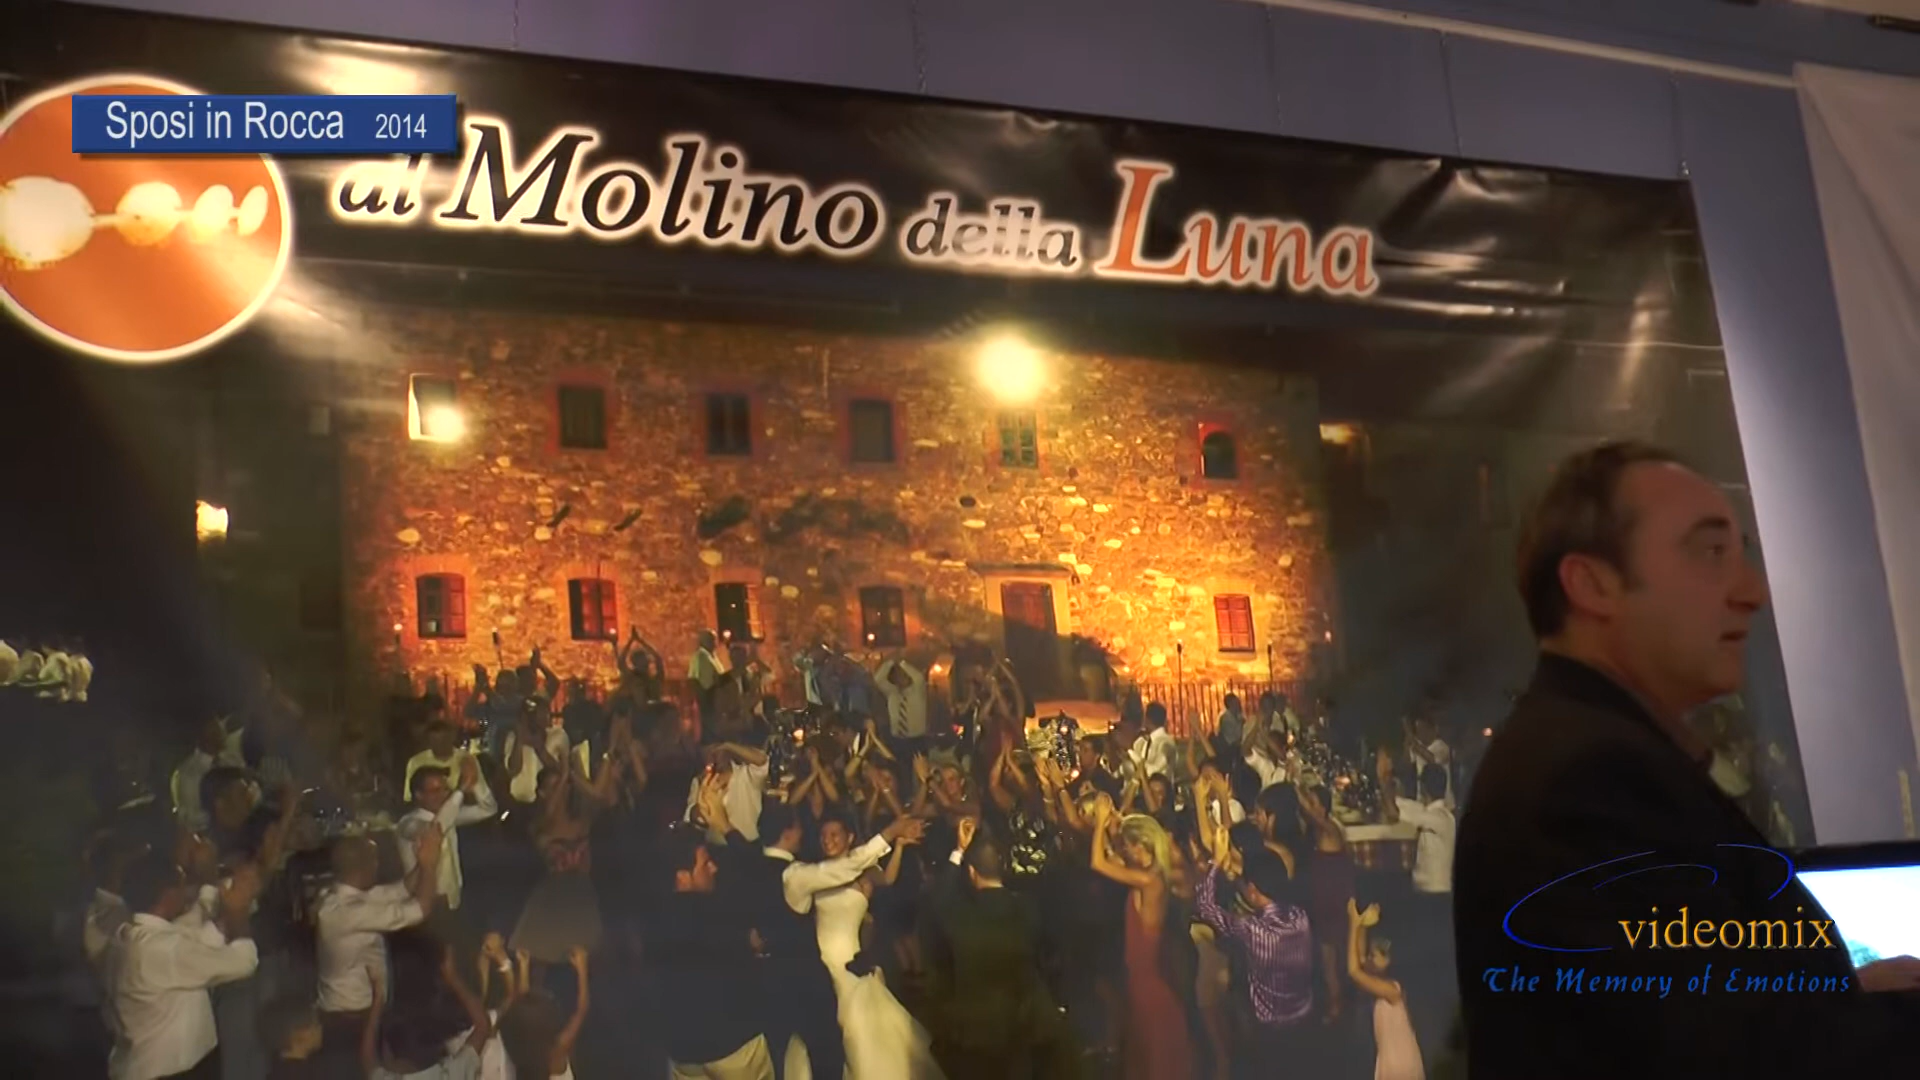 Sposi in Rocca 2014
al Molino della Luna
videomix
The Memory of Emotions